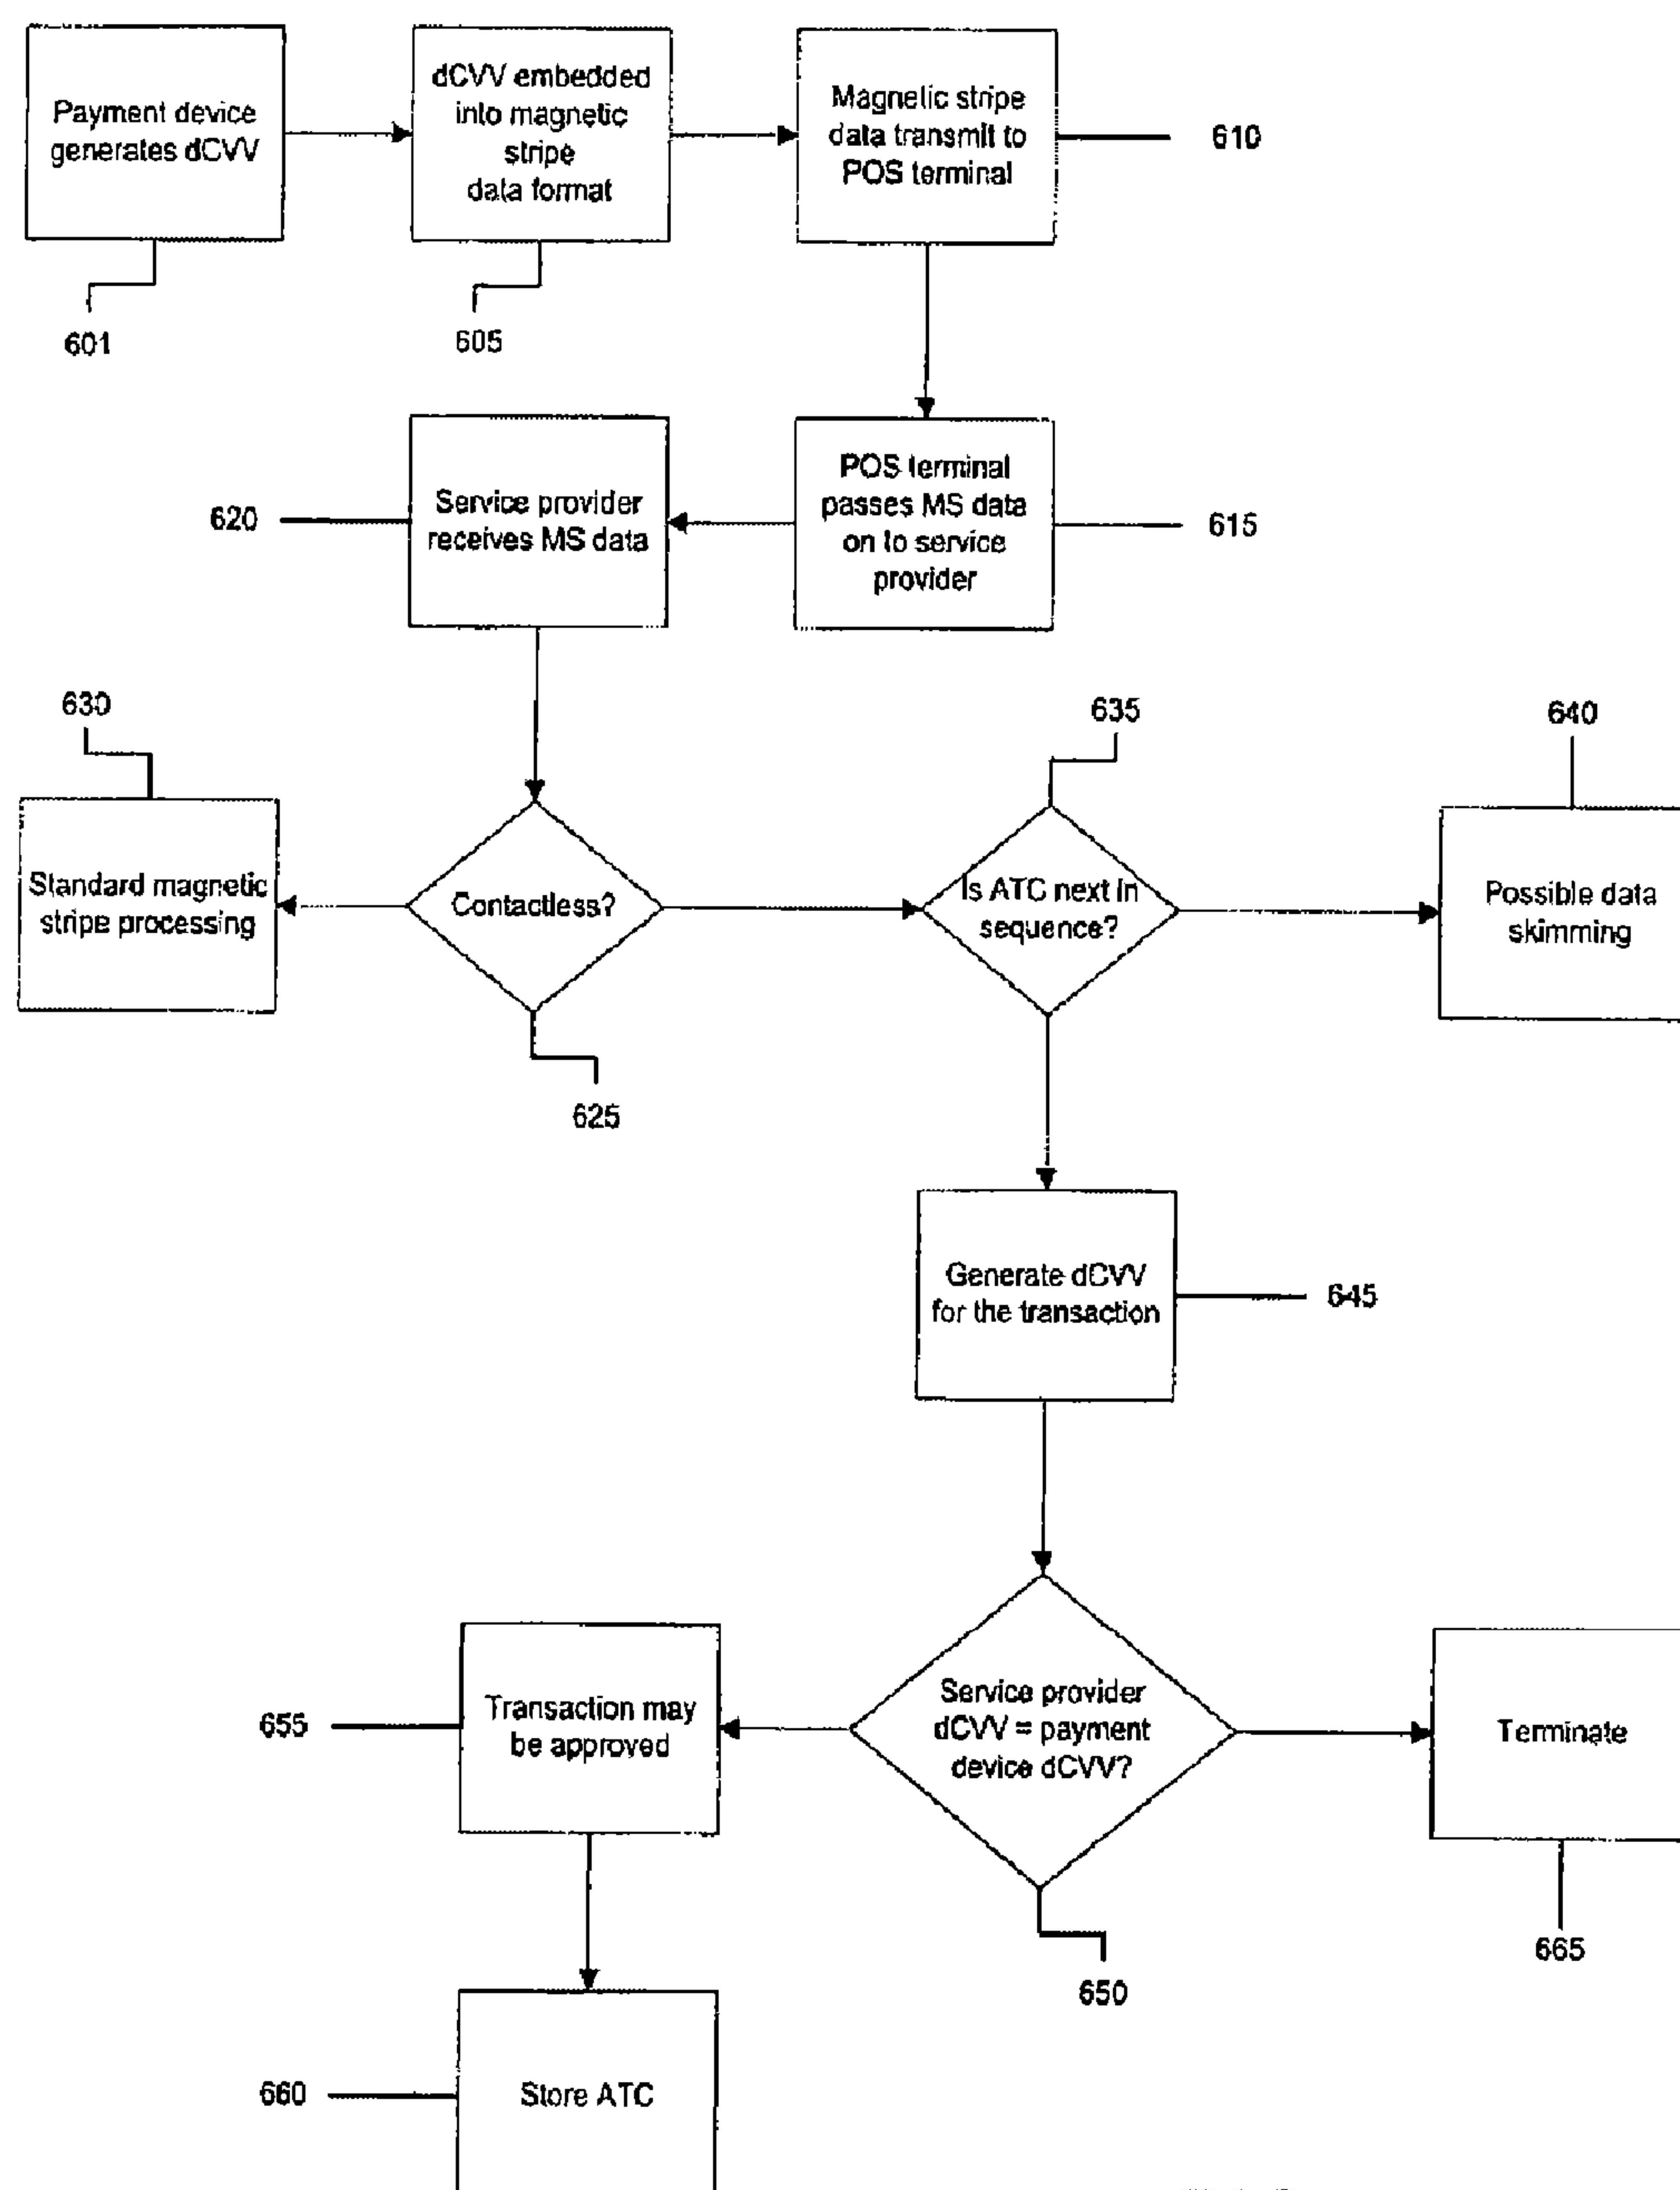 Payment device
generates dCVV
601
dCVV embedded
into magnetic
stripe
data format
605
Magnetic stripe
data transmit to
POS terminal
610
POS terminal
passes MS data
on to service
provider
615
Service provider
receives MS data
620
Contactless?
625
Standard magnetic
stripe processing
630
Is ATC next in
sequence?
635
Possible data
skimming
640
Generate dCVV
for the transaction
645
Service provider
dCVV = payment
device dCVV?
650
Transaction may
be approved
655
Store ATC
660
Terminate
665